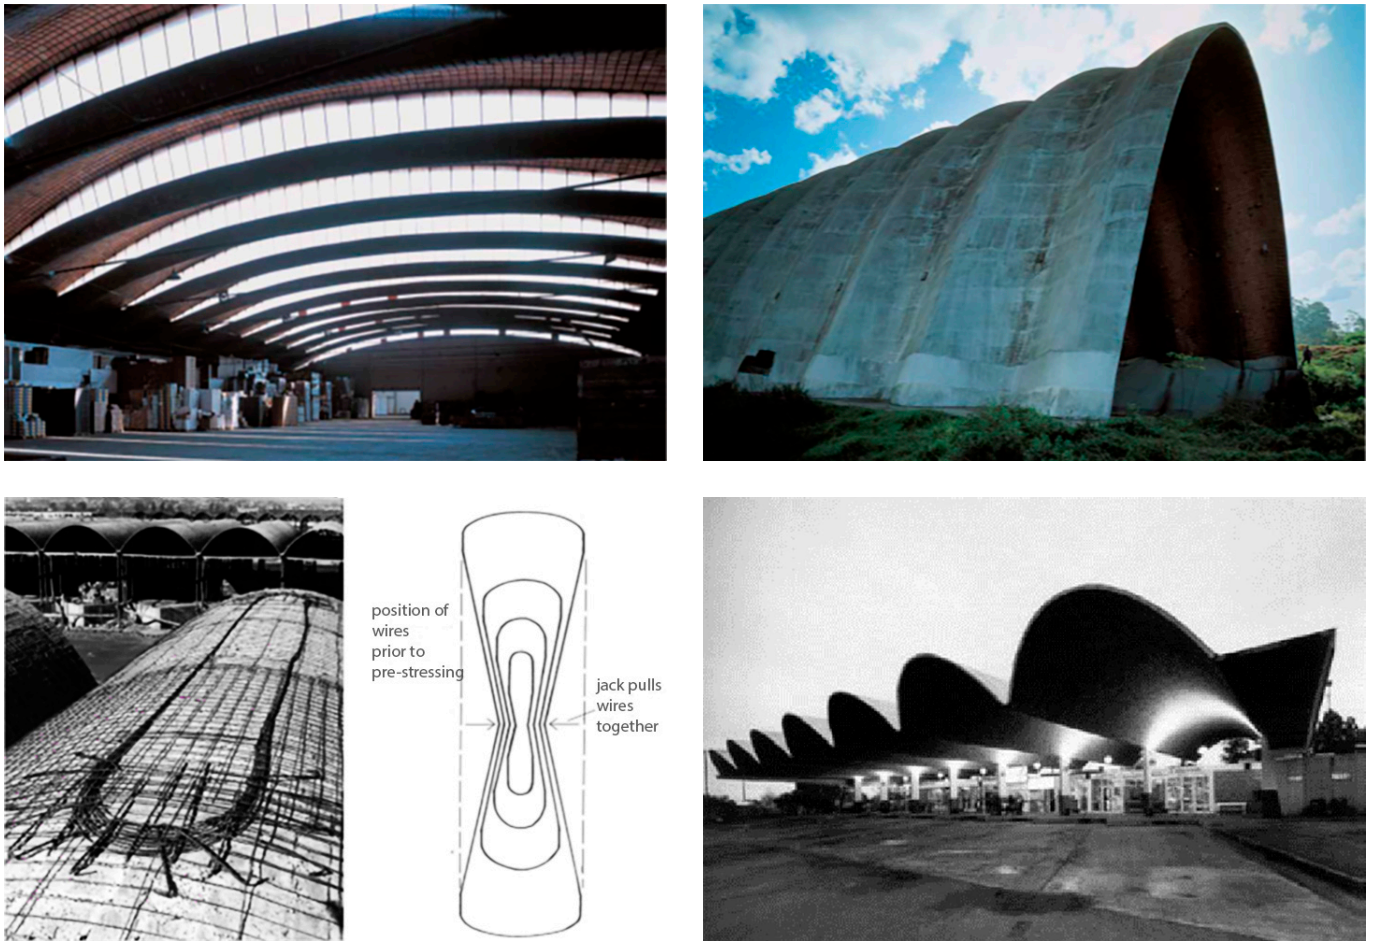 position of
wires
prior to
pre-stressing
jack pulls
wires
together